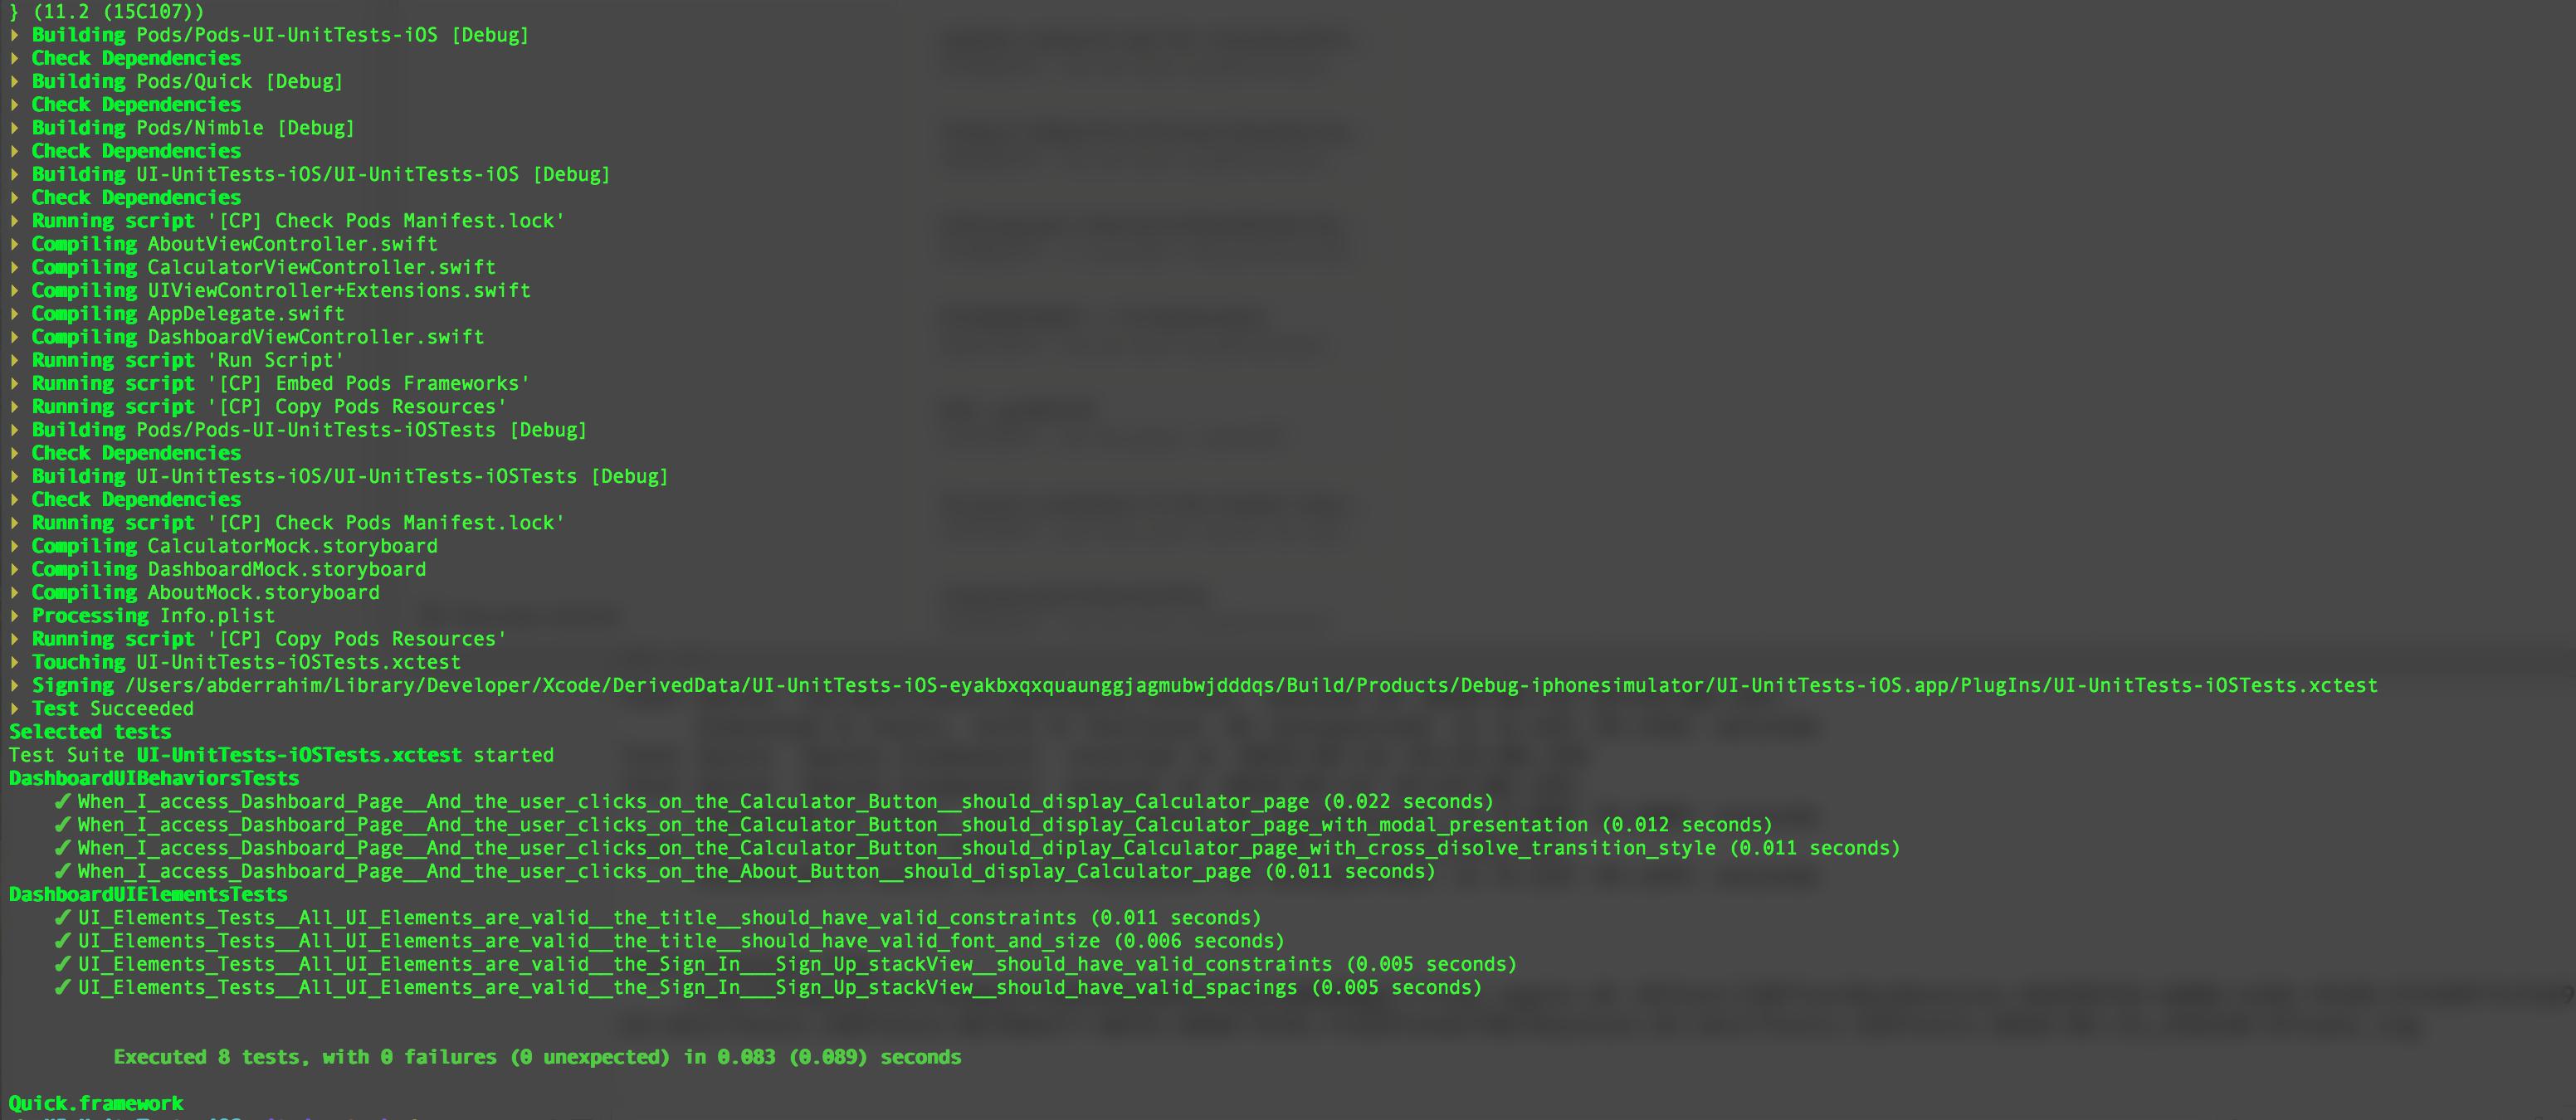 } (11.2 (15C107))
▸ Building Pods/Pods-UI-UnitTests-iOS [Debug]
▸ Check Dependencies
▸ Building Pods/Quick [Debug]
▸ Check Dependencies
▸ Building Pods/Nimble [Debug]
▸ Check Dependencies
▸ Building UI-UnitTests-iOS/UI-UnitTests-iOS [Debug]
▸ Check Dependencies
▸ Running script '[CP] Check Pods Manifest.lock'
▸ Compiling AboutViewController.swift
▸ Compiling CalculatorViewController.swift
▸ Compiling UIViewController+Extensions.swift
▸ Compiling AppDelegate.swift
▸ Compiling DashboardViewController.swift
▸ Running script 'Run Script'
▸ Running script '[CP] Embed Pods Frameworks'
▸ Running script '[CP] Copy Pods Resources'
▸ Building Pods/Pods-UI-UnitTests-iOSTests [Debug]
▸ Check Dependencies
▸ Building UI-UnitTests-iOS/UI-UnitTests-iOSTests [Debug]
▸ Check Dependencies
▸ Running script '[CP] Check Pods Manifest.lock'
▸ Compiling CalculatorMock.storyboard
▸ Compiling DashboardMock.storyboard
▸ Compiling AboutMock.storyboard
▸ Processing Info.plist
▸ Running script '[CP] Copy Pods Resources'
▸ Touching UI-UnitTests-iOSTests.xctest
▸ Signing /Users/abderrahim/Library/Developer/Xcode/DerivedData/UI-UnitTests-iOS-eyakbxqxquaunggjagmubwjdddqs/Build/Products/Debug-iphonesimulator/UI-UnitTests-iOS.app/PlugIns/UI-UnitTests-iOSTests.xctest
▸ Test Succeeded
Selected tests
Test Suite UI-UnitTests-iOSTests.xctest started
DashboardUIBehaviorsTests
✓ When_I_access_Dashboard_Page__And_the_user_clicks_on_the_Calculator_Button__should_display_Calculator_page (0.022 seconds)
✓ When_I_access_Dashboard_Page__And_the_user_clicks_on_the_Calculator_Button__should_display_Calculator_page_with_modal_presentation (0.012 seconds)
✓ When_I_access_Dashboard_Page__And_the_user_clicks_on_the_Calculator_Button__should_diplay_Calculator_page_with_cross_disolve_transition_style (0.011 seconds)
✓ When_I_access_Dashboard_Page__And_the_user_clicks_on_the_About_Button__should_display_Calculator_page (0.011 seconds)
DashboardUIElementsTests
✓ UI_Elements_Tests__All_UI_Elements_are_valid__the_title__should_have_valid_constraints (0.011 seconds)
✓ UI_Elements_Tests__All_UI_Elements_are_valid__the_title__should_have_valid_font_and_size (0.006 seconds)
✓ UI_Elements_Tests__All_UI_Elements_are_valid__the_Sign_In___Sign_Up_stackView__should_have_valid_constraints (0.005 seconds)
✓ UI_Elements_Tests__All_UI_Elements_are_valid__the_Sign_In___Sign_Up_stackView__should_have_valid_spacings (0.005 seconds)
Executed 8 tests, with 0 failures (0 unexpected) in 0.083 (0.089) seconds
Quick.framework